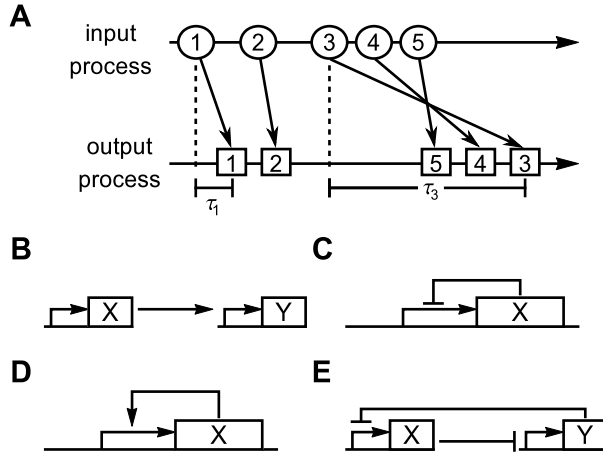 A
input
process
1 2 3 4 5
output
process
1 2 5 4 3
τ1 τ3
B
X Y
C
X
D
X
E
X Y